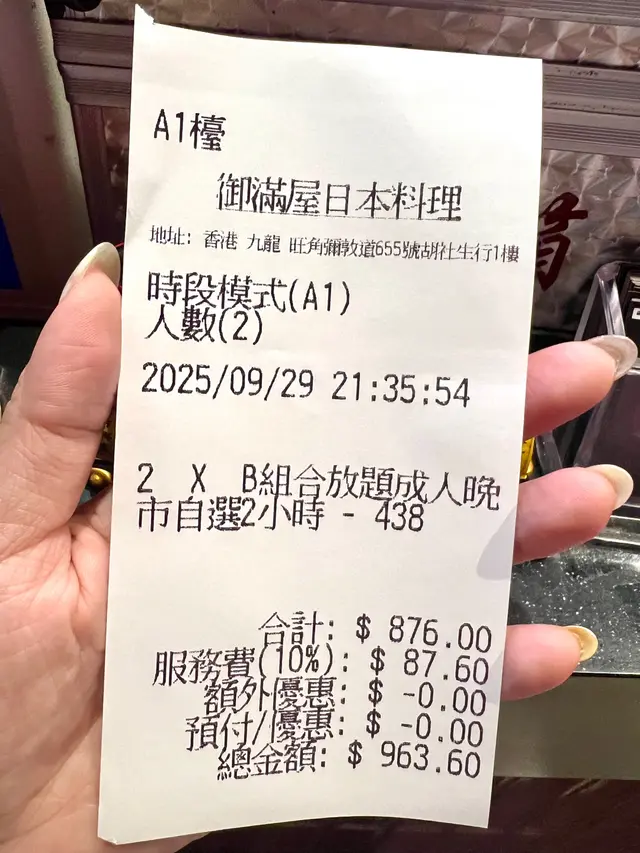 A1檯
御滿屋日本料理
地址: 香港 九龍 旺角彌敦道655號胡社生行1樓
時段模式(A1)
人數(2)
2025/09/29 21:35:54
2 X B組合放題成人晚
市自選2小時 - 438
合計: $ 876.00
服務費(10%): $ 87.60
額外優惠: $ -0.00
預付/優惠: $ -0.00
總金額: $ 963.60